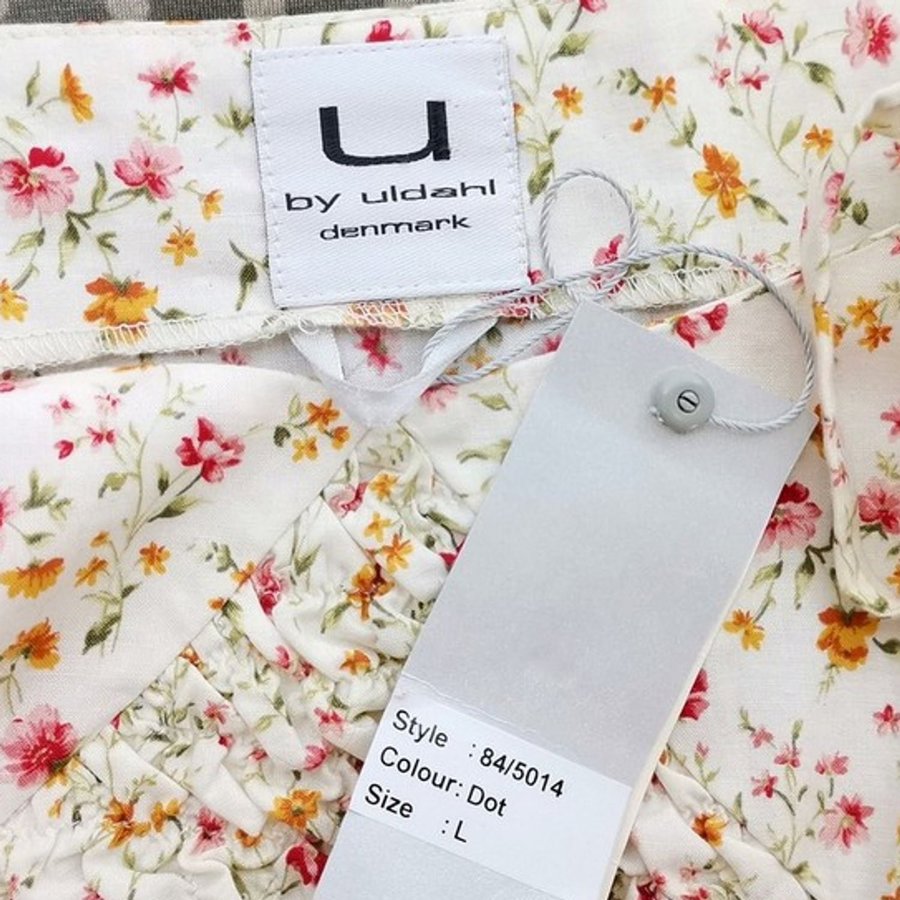 u
by uldahl
denmark
Style : 84/5014
Colour: Dot
Size : L